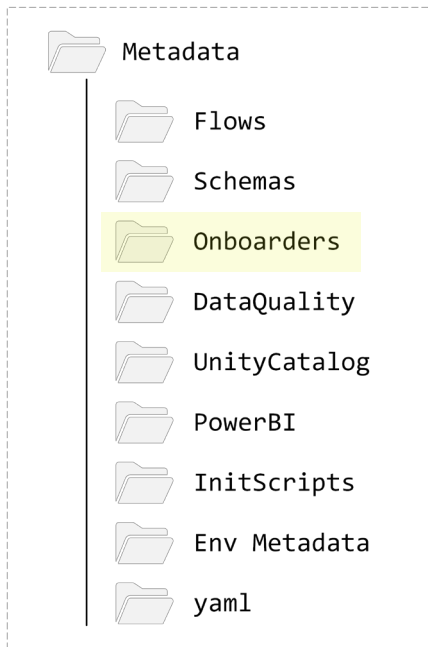 Metadata
Flows
Schemas
Onboarders
DataQuality
UnityCatalog
PowerBI
InitScripts
Env Metadata
yaml